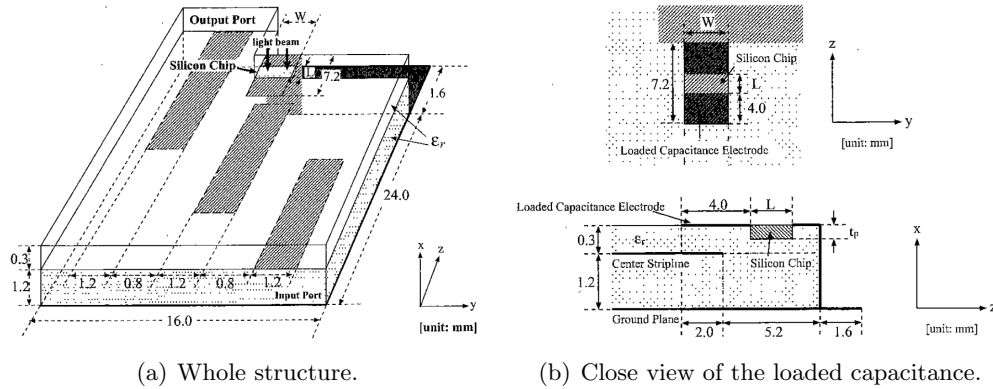 Output Port
W
light beam
Silicon Chip
L
7.2
1.6
εr
24.0
0.3
1.2
1.2
0.8
1.2
0.8
1.2
Input Port
16.0
x
z
y
[unit: mm]
(a) Whole structure.
W
Silicon Chip
7.2
L
4.0
Loaded Capacitance Electrode
z
y
[unit: mm]
4.0
L
Loaded Capacitance Electrode
tp
0.3
εr
Center Stripline
Silicon Chip
1.2
Ground Plane
2.0
5.2
1.6
x
z
[unit: mm]
(b) Close view of the loaded capacitance.